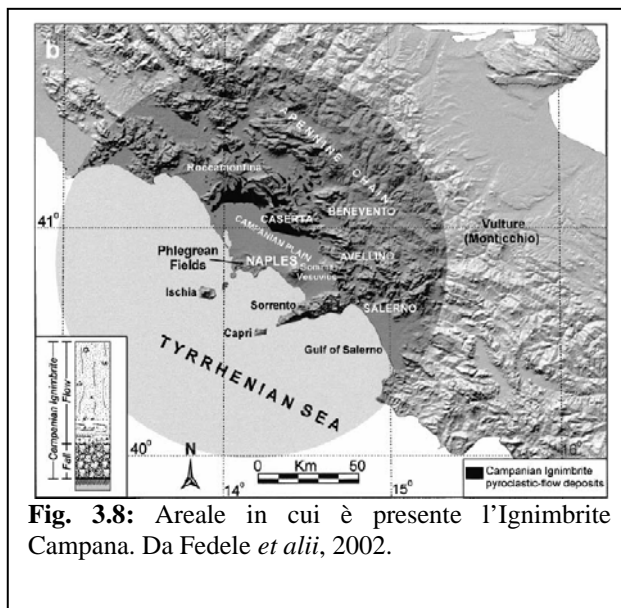 b
APENNINE CHAIN
Roccamonfina
41°
CASERTA
BENEVENTO
CAMPANIAN PLAIN
Vulture
(Monticchio)
Phlegrean
Fields
NAPLES
AVELLINO
Somma
Vesuvius
Ischia
Sorrento
SALERNO
Capri
Gulf of Salerno
TYRRHENIAN SEA
Campanian Ignimbrite
Flow
Fall
40°
N
16°
0 Km 50
14°
15°
Campanian Ignimbrite
pyroclastic-flow deposits
Fig. 3.8: Areale in cui è presente l’Ignimbrite
Campana. Da Fedele et alii, 2002.